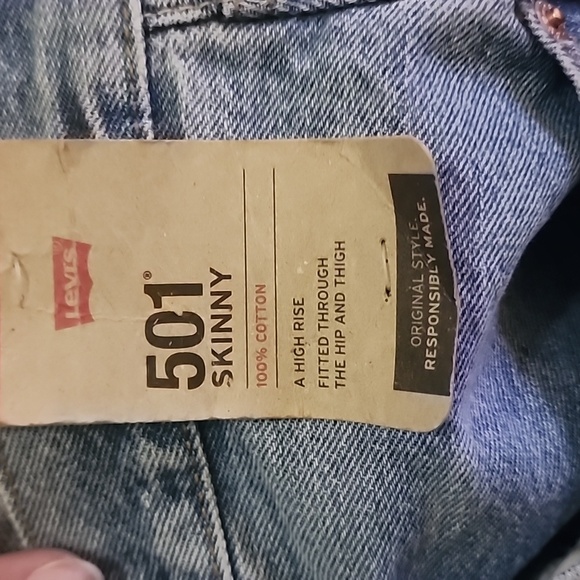 Levi's
501®
SKINNY
100% COTTON
A HIGH RISE
FITTED THROUGH
THE HIP AND THIGH
ORIGINAL STYLE.
RESPONSIBLY MADE.